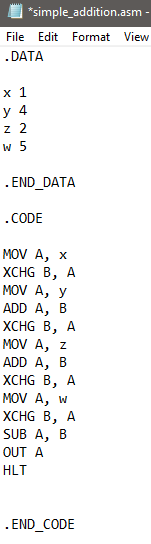 *simple_addition.asm -
File Edit Format View
.DATA
x 1
y 4
z 2
w 5
.END_DATA
.CODE
MOV A, x
XCHG B, A
MOV A, y
ADD A, B
XCHG B, A
MOV A, z
ADD A, B
XCHG B, A
MOV A, w
XCHG B, A
SUB A, B
OUT A
HLT
.END_CODE